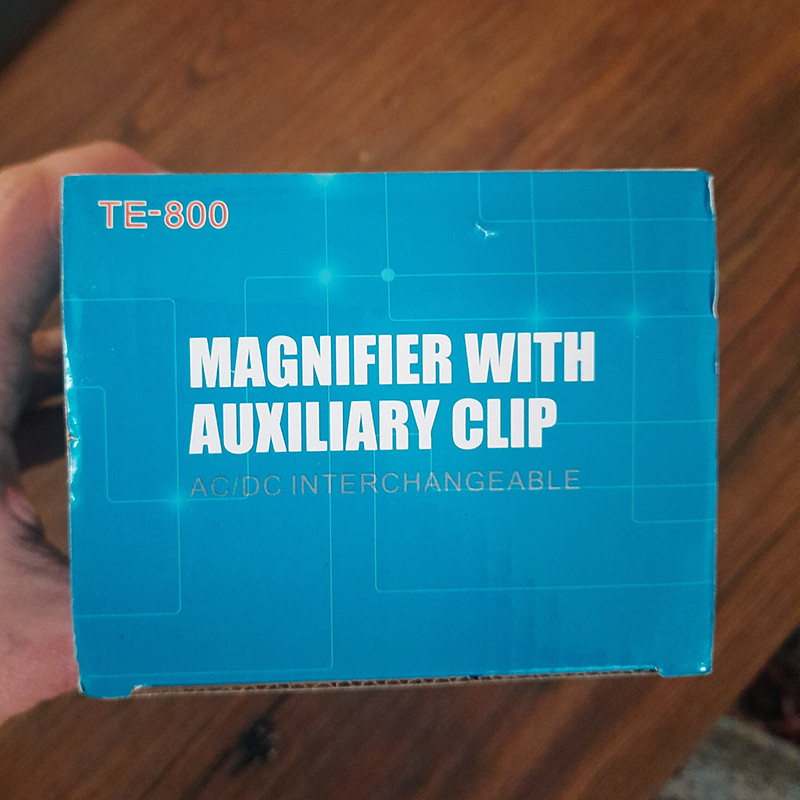 TE-800
MAGNIFIER WITH
AUXILIARY CLIP
AC/DC INTERCHANGEABLE